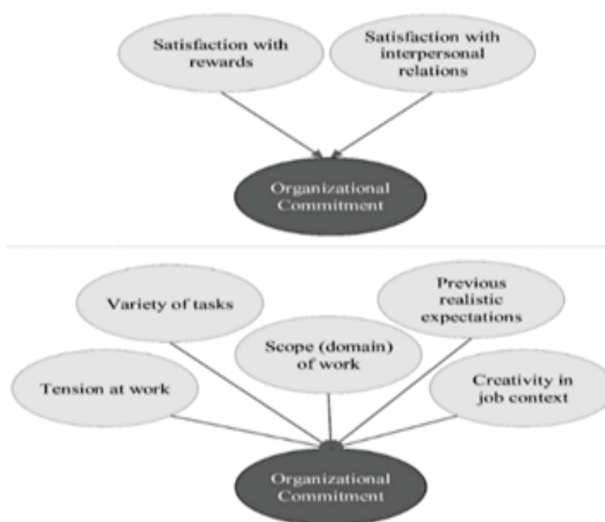 Satisfaction with
rewards
Satisfaction with
interpersonal
relations
Organizational
Commitment
Variety of tasks
Previous
realistic
expectations
Scope (domain)
of work
Tension at work
Creativity in
job context
Organizational
Commitment